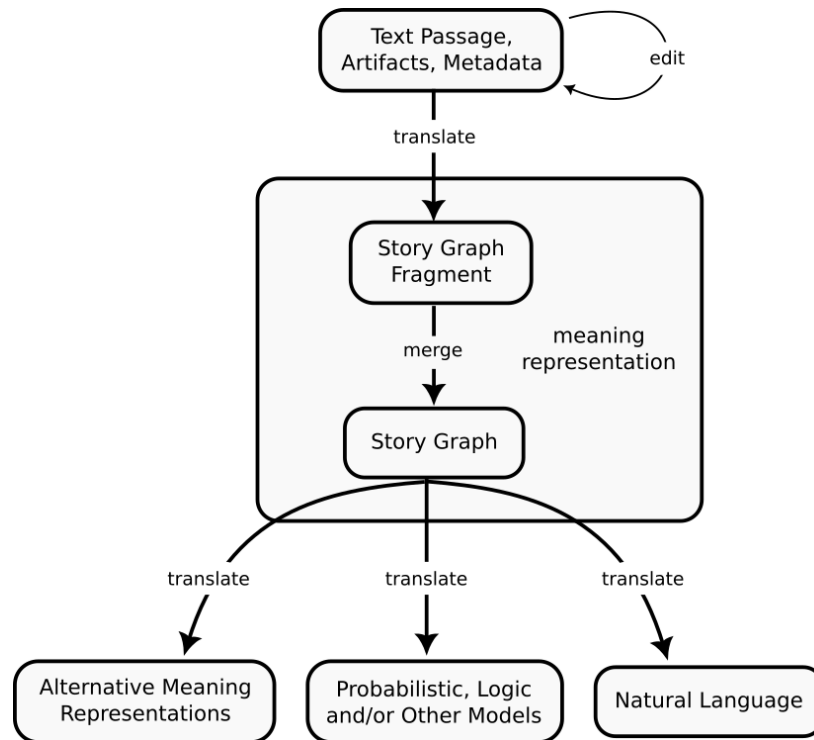 Text Passage,
Artifacts, Metadata
edit
translate
Story Graph
Fragment
merge
meaning
representation
Story Graph
translate
translate
translate
Alternative Meaning
Representations
Probabilistic, Logic
and/or Other Models
Natural Language